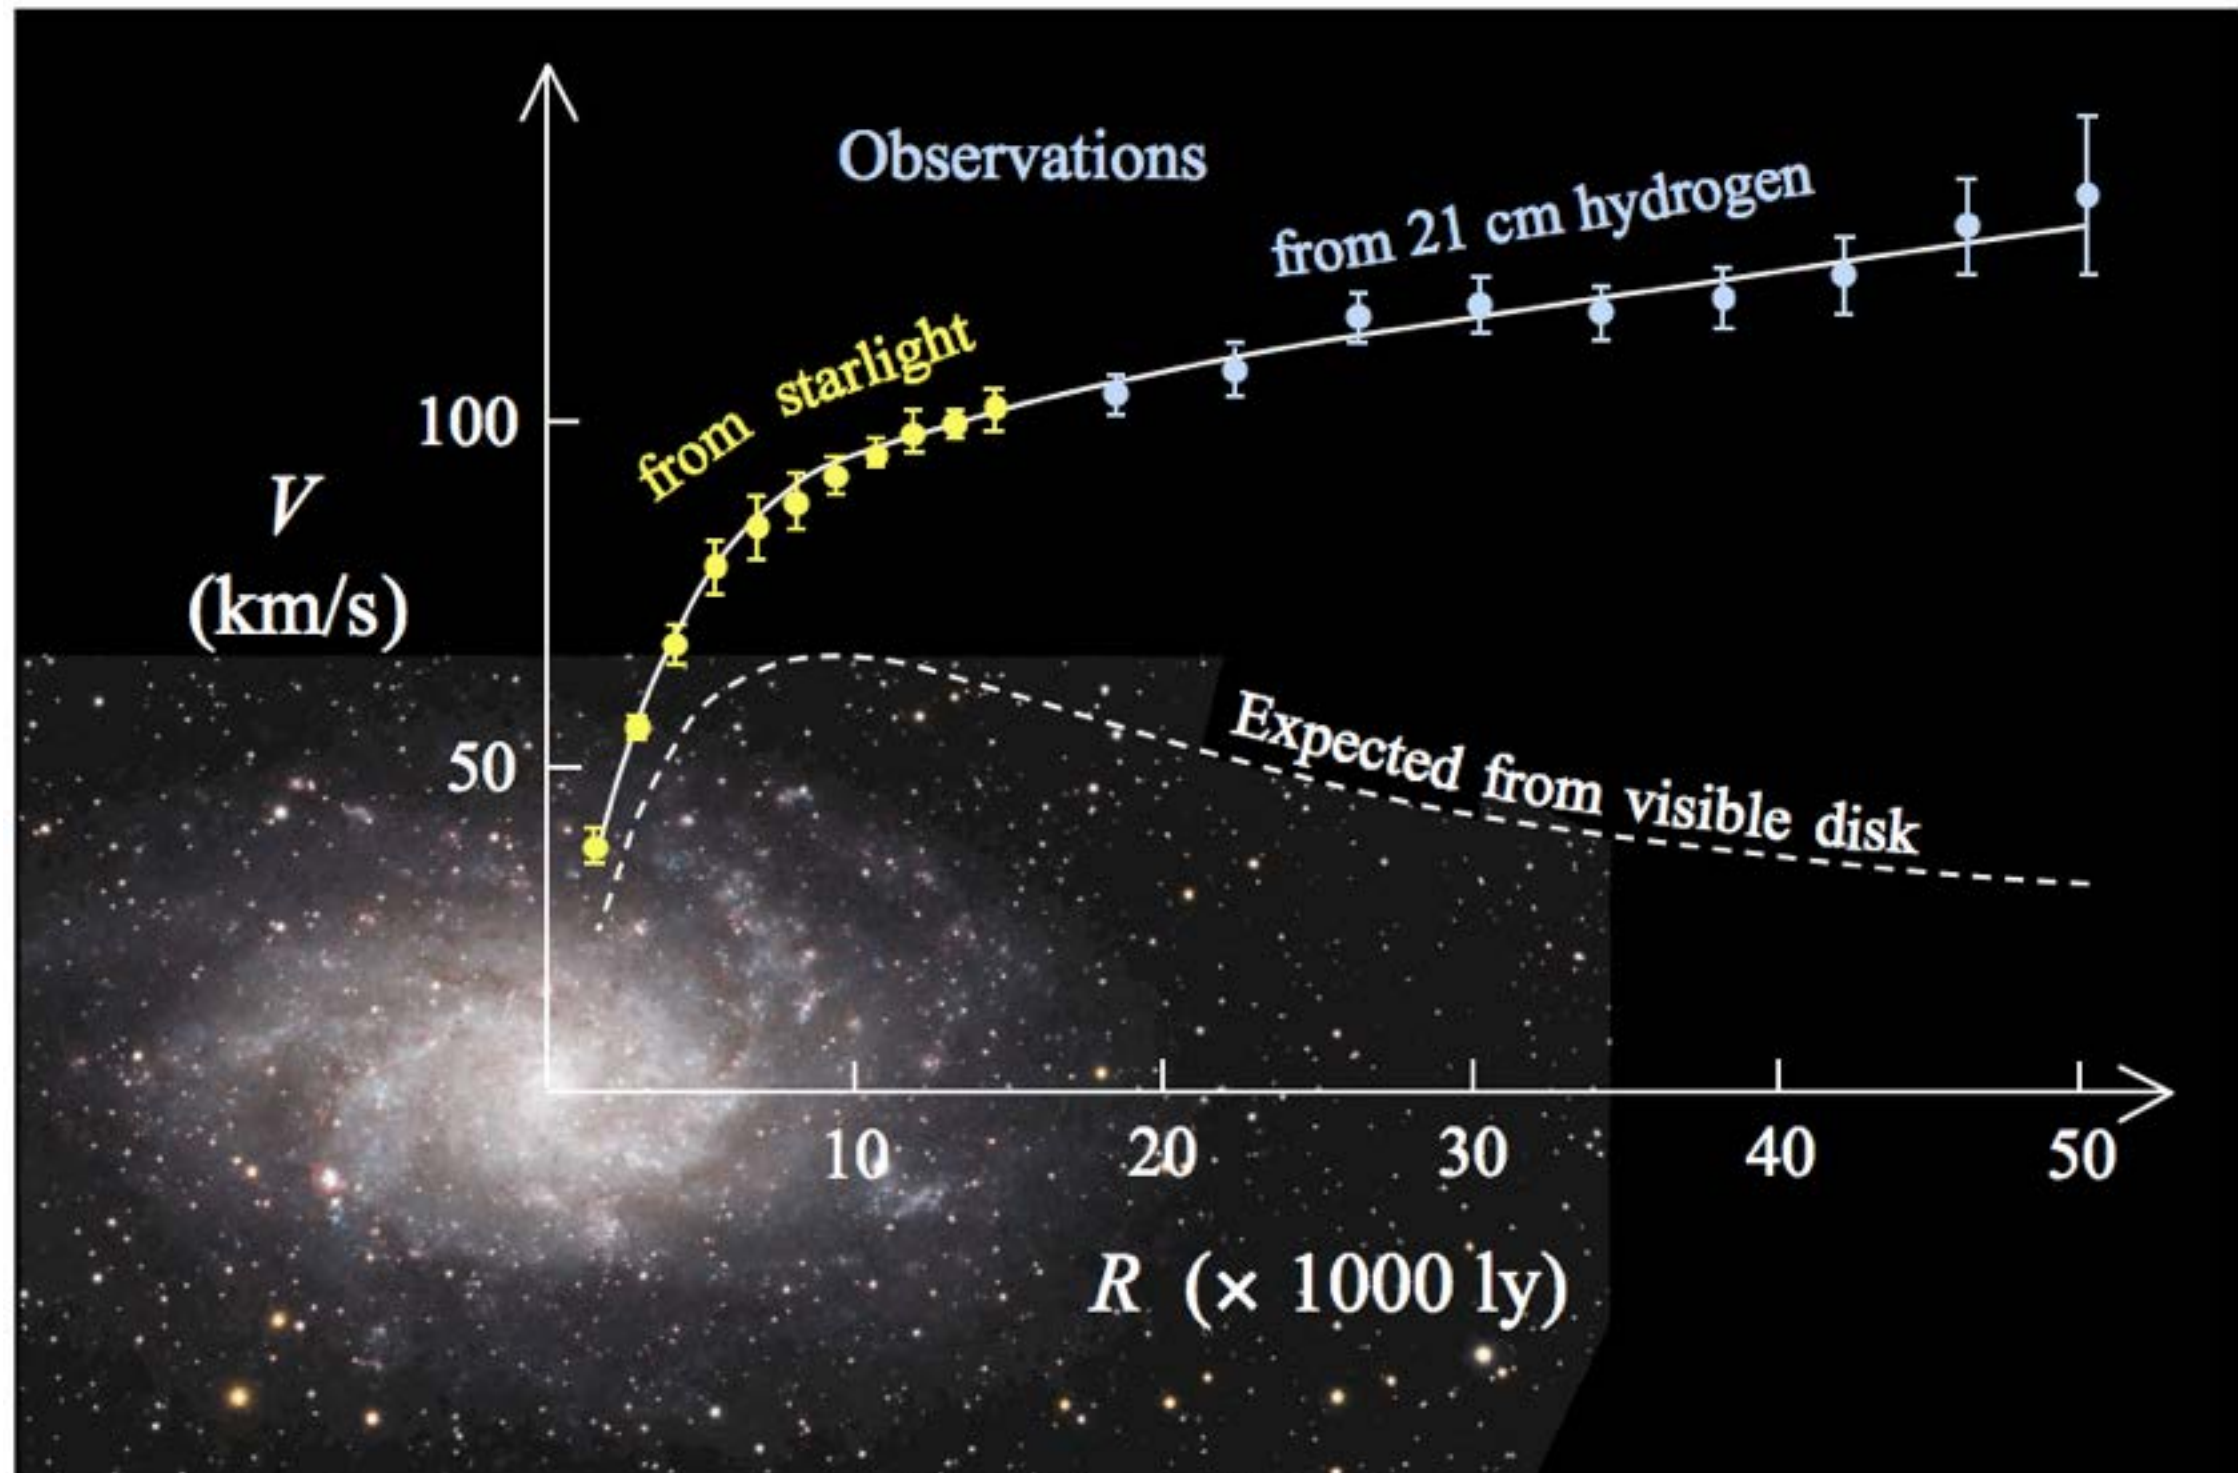 Observations
from 21 cm hydrogen
from starlight
100
V
(km/s)
50
Expected from visible disk
10
20
30
40
50
R (× 1000 ly)